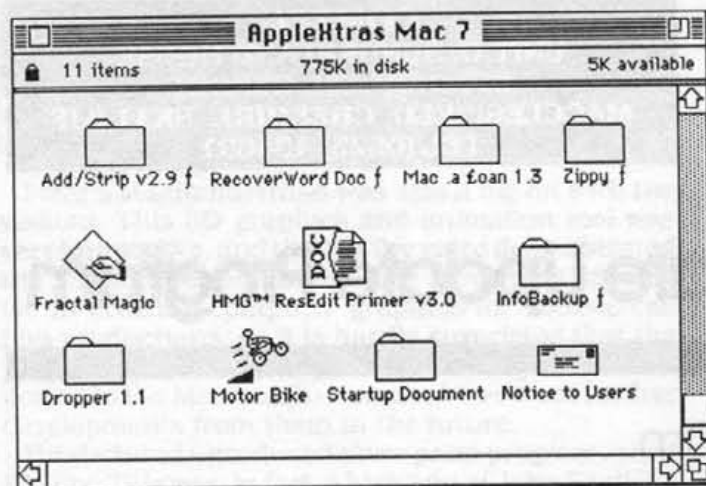 AppleXtras Mac 7
11 items 775K in disk 5K available
Add/Strip v2.9 ƒ RecoverWord Doc ƒ Mac .a £oan 1.3 Zippy ƒ
DOC
Fractal Magic HMG™ ResEdit Primer v3.0 InfoBackup ƒ
Dropper 1.1 Motor Bike Startup Document Notice to Users